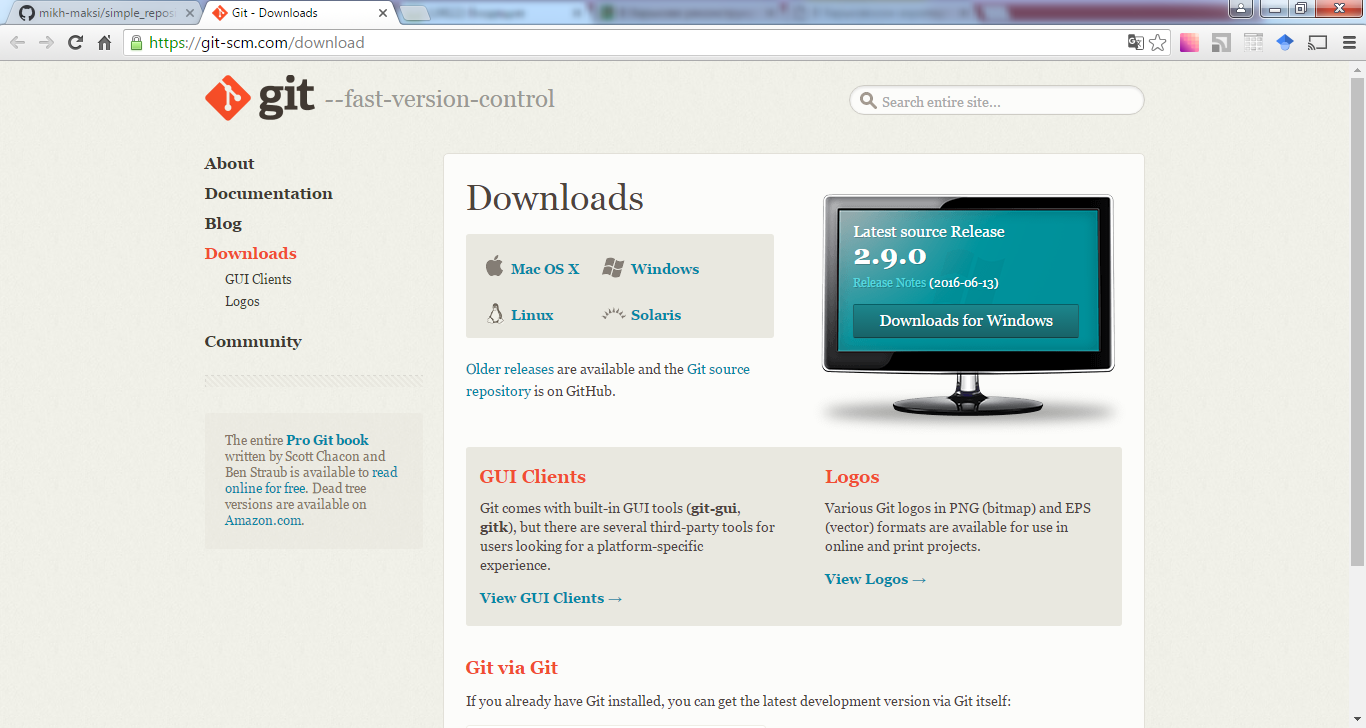 mikh-maksi/simple_repos
Git - Downloads
https://git-scm.com/download
git --fast-version-control
Search entire site...
About
Documentation
Blog
Downloads
GUI Clients
Logos
Community
The entire Pro Git book
written by Scott Chacon and
Ben Straub is available to read
online for free. Dead tree
versions are available on
Amazon.com.
Downloads
Mac OS X Windows
Linux Solaris
Older releases are available and the Git source
repository is on GitHub.
Latest source Release
2.9.0
Release Notes (2016-06-13)
Downloads for Windows
GUI Clients
Git comes with built-in GUI tools (git-gui,
gitk), but there are several third-party tools for
users looking for a platform-specific
experience.
View GUI Clients →
Logos
Various Git logos in PNG (bitmap) and EPS
(vector) formats are available for use in
online and print projects.
View Logos →
Git via Git
If you already have Git installed, you can get the latest development version via Git itself: